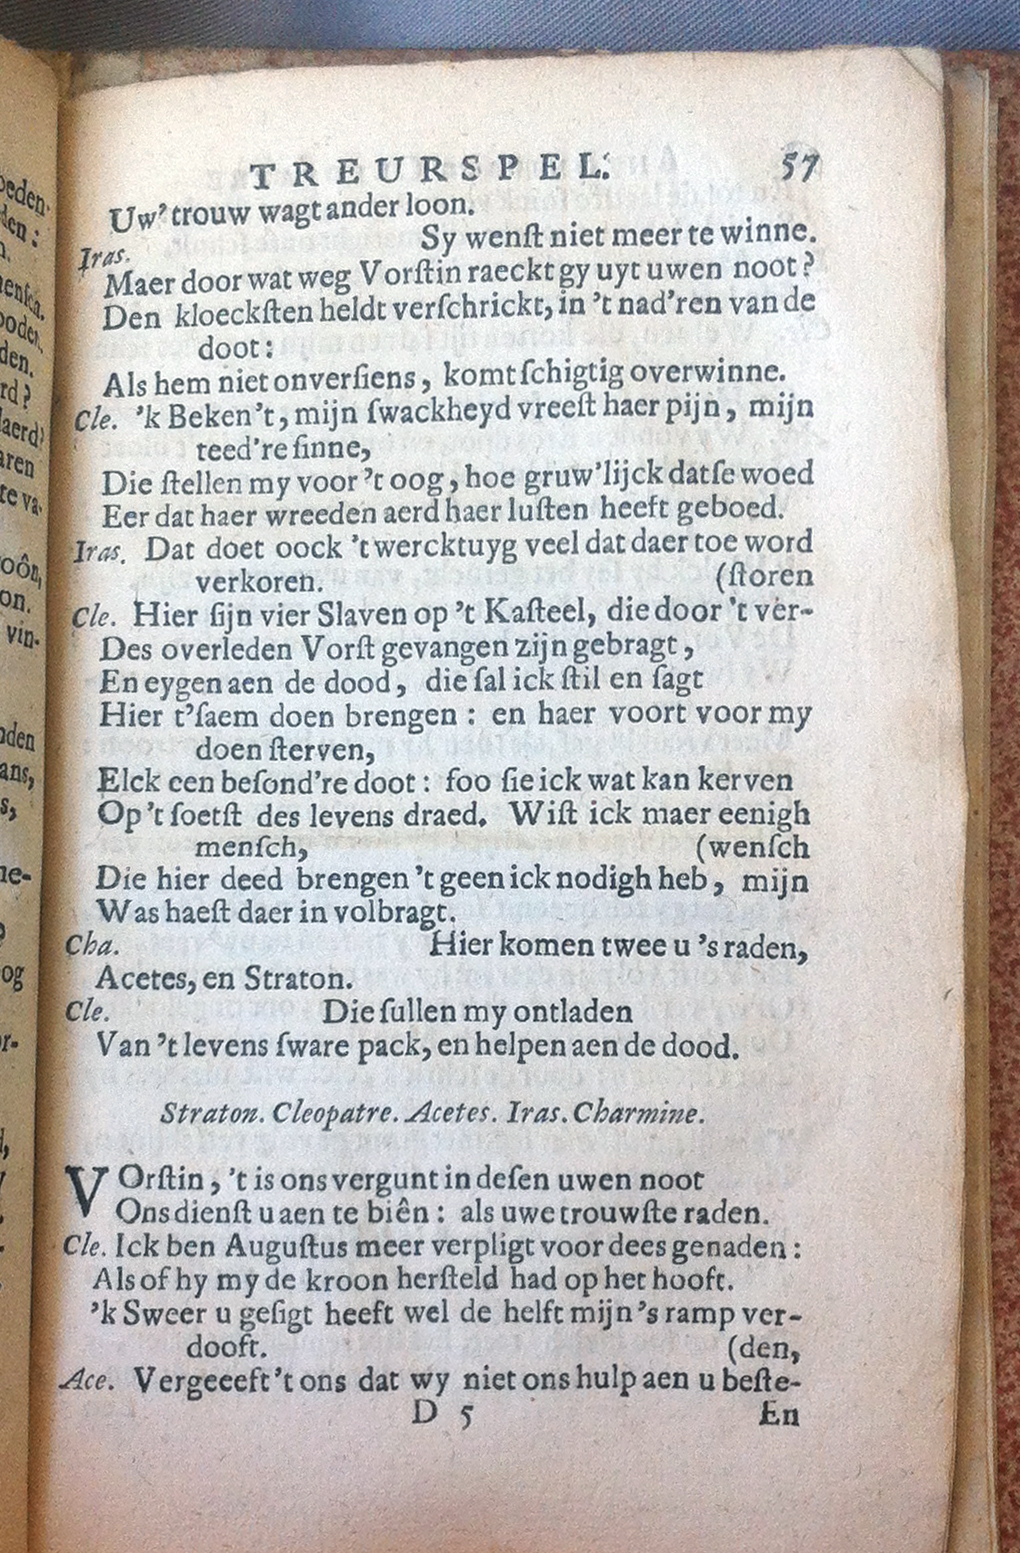 TREURSPEL. 57
Uw' trouw wagt ander loon.
Iras. Sy wenſt niet meer te winne.
Maer door wat weg Vorſtin raeckt gy uyt uwen noot?
Den kloeckſten heldt verſchrickt, in 't nad'ren van de
doot:
Als hem niet onverſiens, komt ſchigtig overwinne.
Cle. 'k Beken't, mijn ſwackheyd vreeſt haer pijn, mijn
teed're ſinne,
Die ſtellen my voor 't oog, hoe gruw'lijck datſe woed
Eer dat haer wreeden aerd haer luſten heeft geboed.
Iras. Dat doet oock 't wercktuyg veel dat daer toe word
verkoren. (ſtoren
Cle. Hier ſijn vier Slaven op 't Kaſteel, die door 't ver-
Des overleden Vorſt gevangen zijn gebragt,
En eygen aen de dood, die ſal ick ſtil en ſagt
Hier t'ſaem doen brengen: en haer voort voor my
doen ſterven,
Elck een beſond're doot: ſoo ſie ick wat kan kerven
Op 't ſoetſt des levens draed. Wiſt ick maer eenigh
menſch, (wenſch
Die hier deed brengen 't geen ick nodigh heb, mijn
Was haeſt daer in volbragt.
Cha. Hier komen twee u 's raden,
Acetes, en Straton.
Cle. Die ſullen my ontladen
Van 't levens ſware pack, en helpen aen de dood.
Straton. Cleopatre. Acetes. Iras. Charmine.
VOrſtin, 't is ons vergunt in deſen uwen noot
Ons dienſt u aen te biên: als uwe trouwſte raden.
Cle. Ick ben Auguſtus meer verpligt voor dees genaden:
Als of hy my de kroon herſteld had op het hooft.
'k Sweer u geſigt heeft wel de helft mijn 's ramp ver-
dooft. (den,
Ace. Vergeeeft 't ons dat wy niet ons hulp aen u beſte-
D 5 En